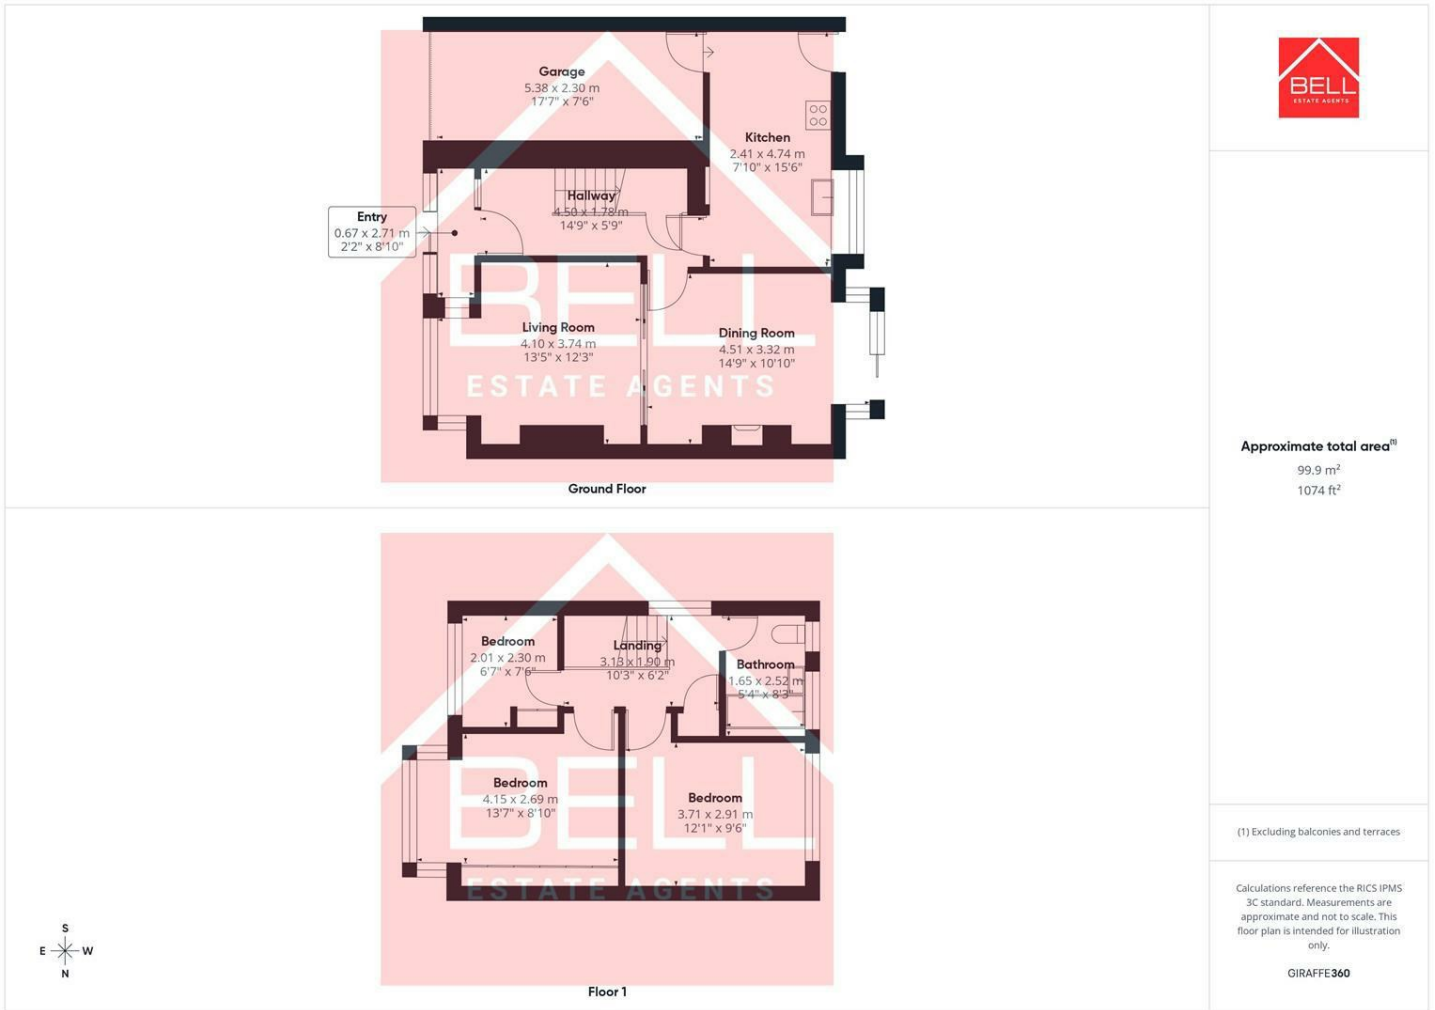 Garage
5.38 x 2.30 m
17'7" x 7'6"
Kitchen
2.41 x 4.74 m
7'10" x 15'6"
Hallway
4.50 x 1.78 m
14'9" x 5'9"
Entry
0.67 x 2.71 m
2'2" x 8'10"
Living Room
4.10 x 3.74 m
13'5" x 12'3"
Dining Room
4.51 x 3.32 m
14'9" x 10'10"
BELL
ESTATE AGENTS
Ground Floor
Bedroom
2.01 x 2.30 m
6'7" x 7'6"
Landing
3.13 x 1.90 m
10'3" x 6'2"
Bathroom
1.65 x 2.52 m
5'4" x 8'3"
Bedroom
4.15 x 2.69 m
13'7" x 8'10"
Bedroom
3.71 x 2.91 m
12'1" x 9'6"
BELL
ESTATE AGENTS
Floor 1
S
E W
N
BELL
ESTATE AGENTS
Approximate total area(1)
99.9 m²
1074 ft²
(1) Excluding balconies and terraces
Calculations reference the RICS IPMS
3C standard. Measurements are
approximate and not to scale. This
floor plan is intended for illustration
only.
GIRAFFE360